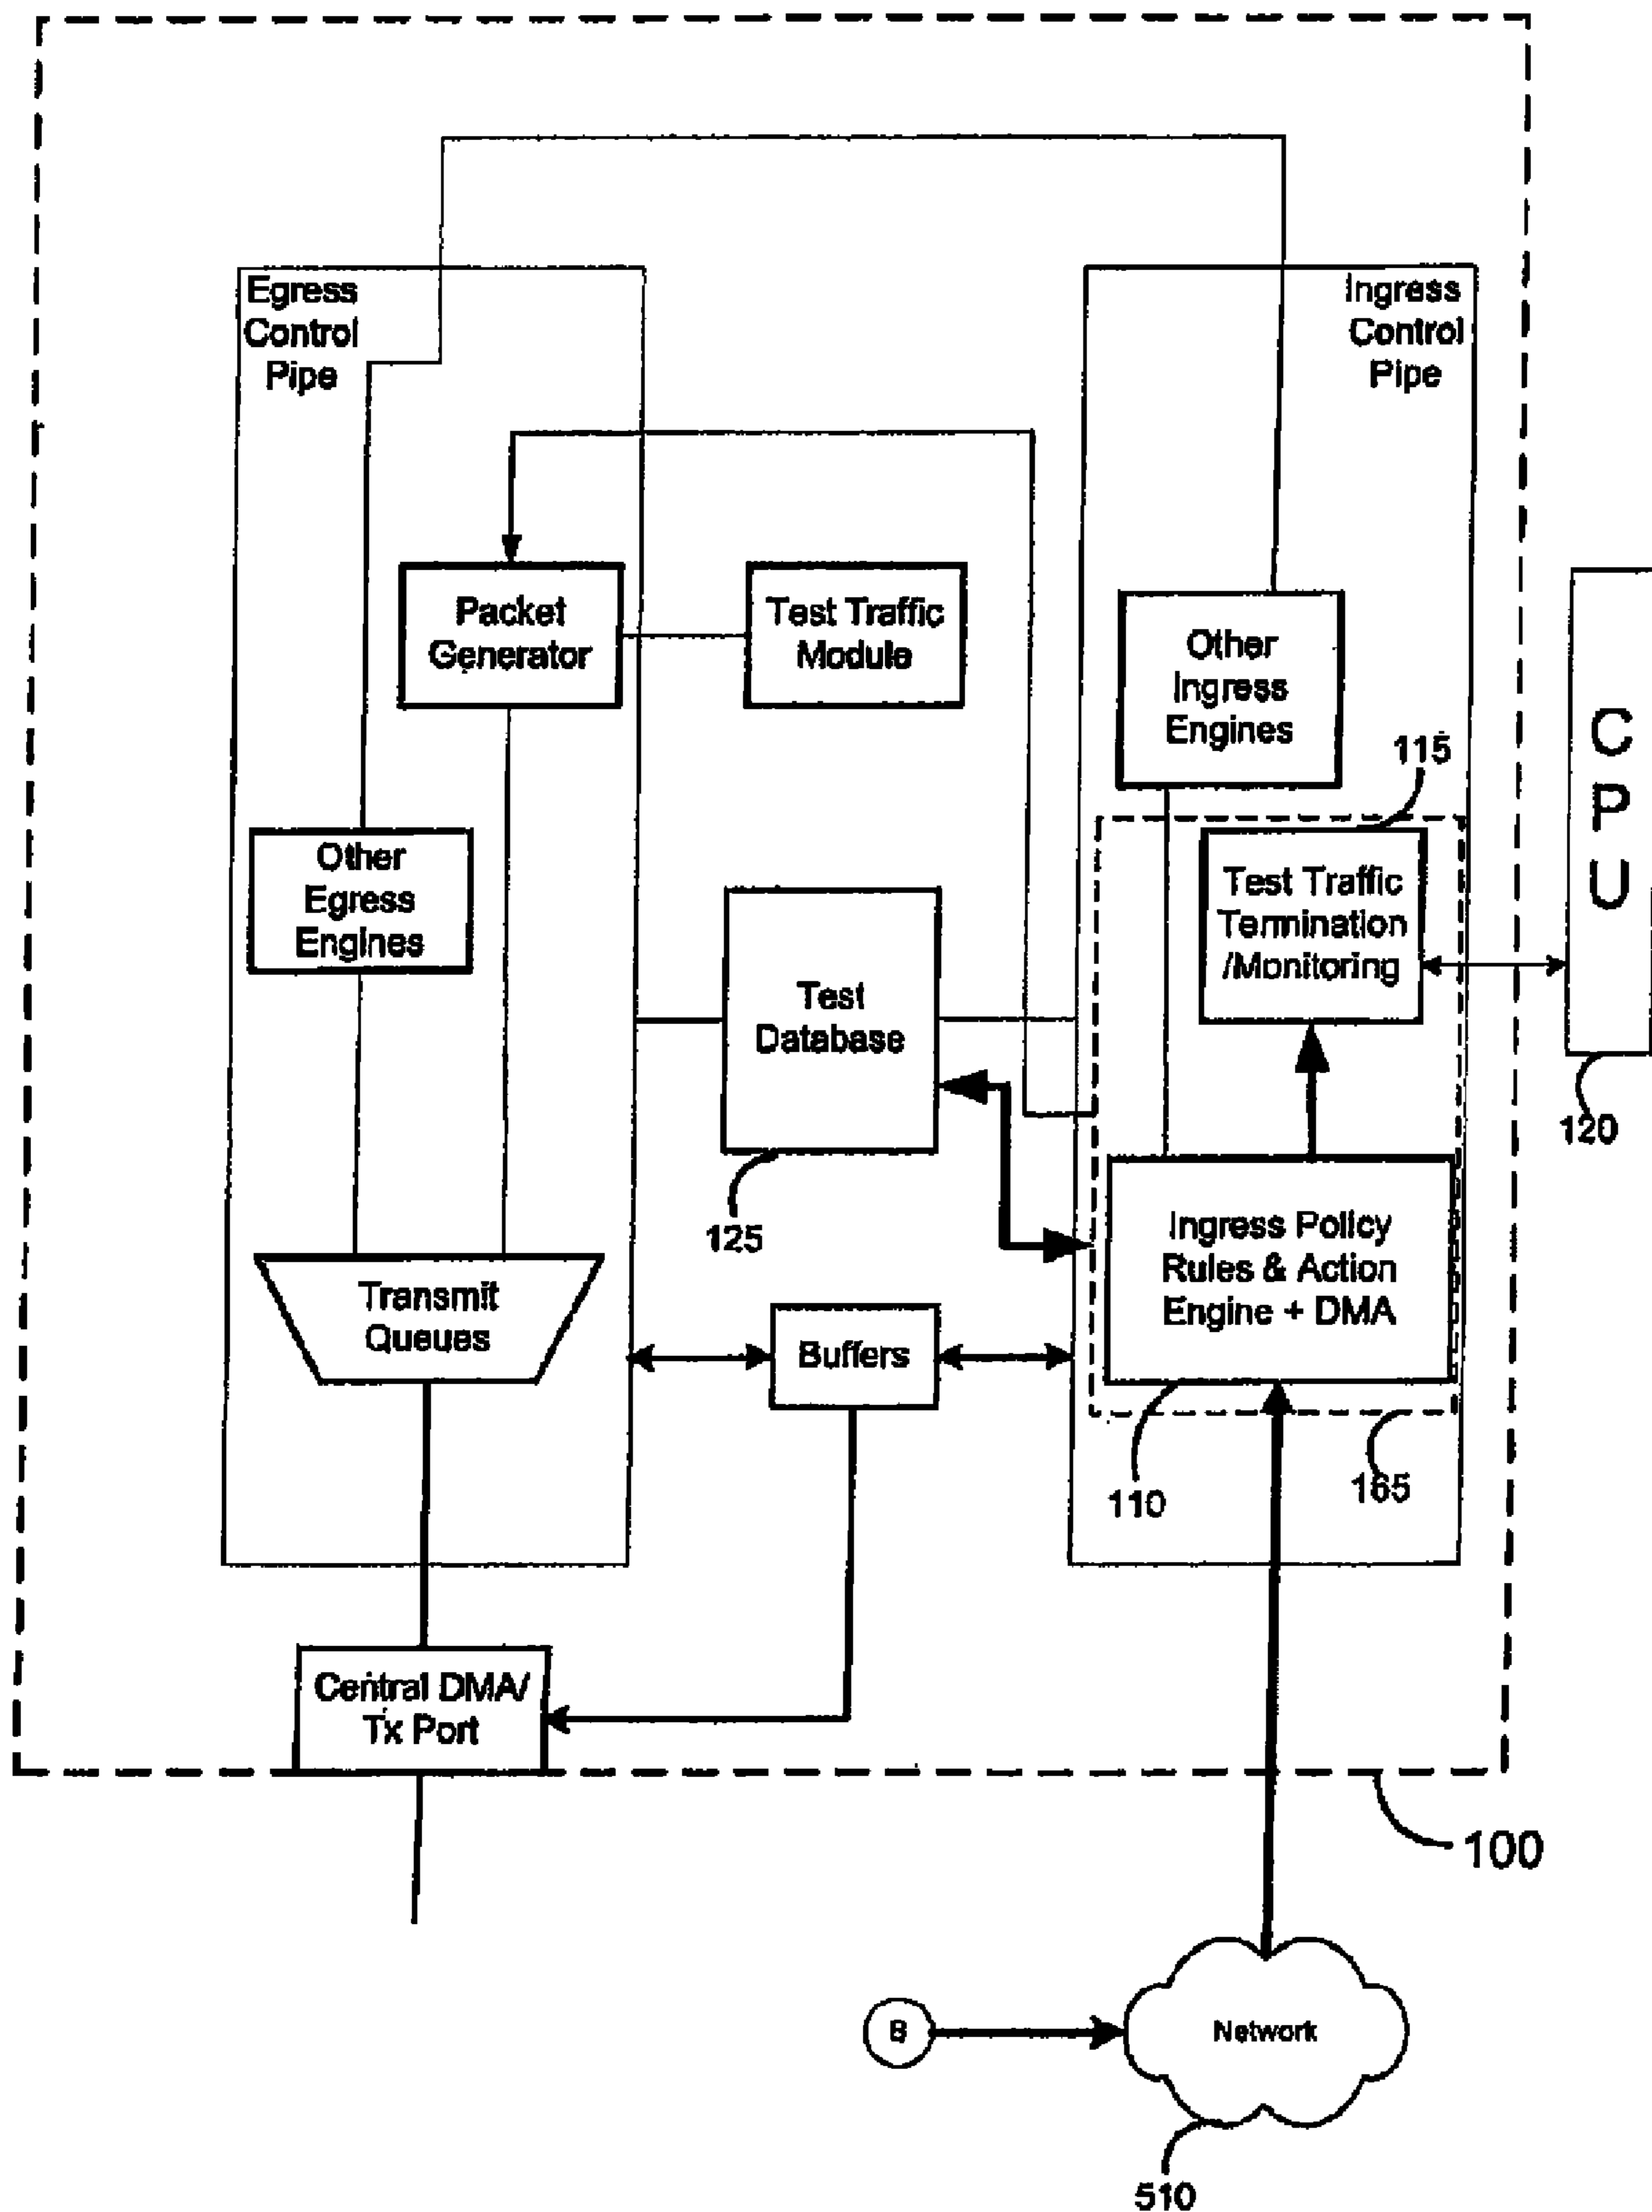 Egress
Control
Pipe
Ingress
Control
Pipe
Packet
Generator
Test Traffic
Module
Other
Ingress
Engines
115
C
P
U
Other
Egress
Engines
Test Traffic
Termination
/Monitoring
Test
Database
120
125
Ingress Policy
Rules & Action
Engine + DMA
Transmit
Queues
Buffers
110
165
Central DMA/
Tx Port
100
B
Network
510